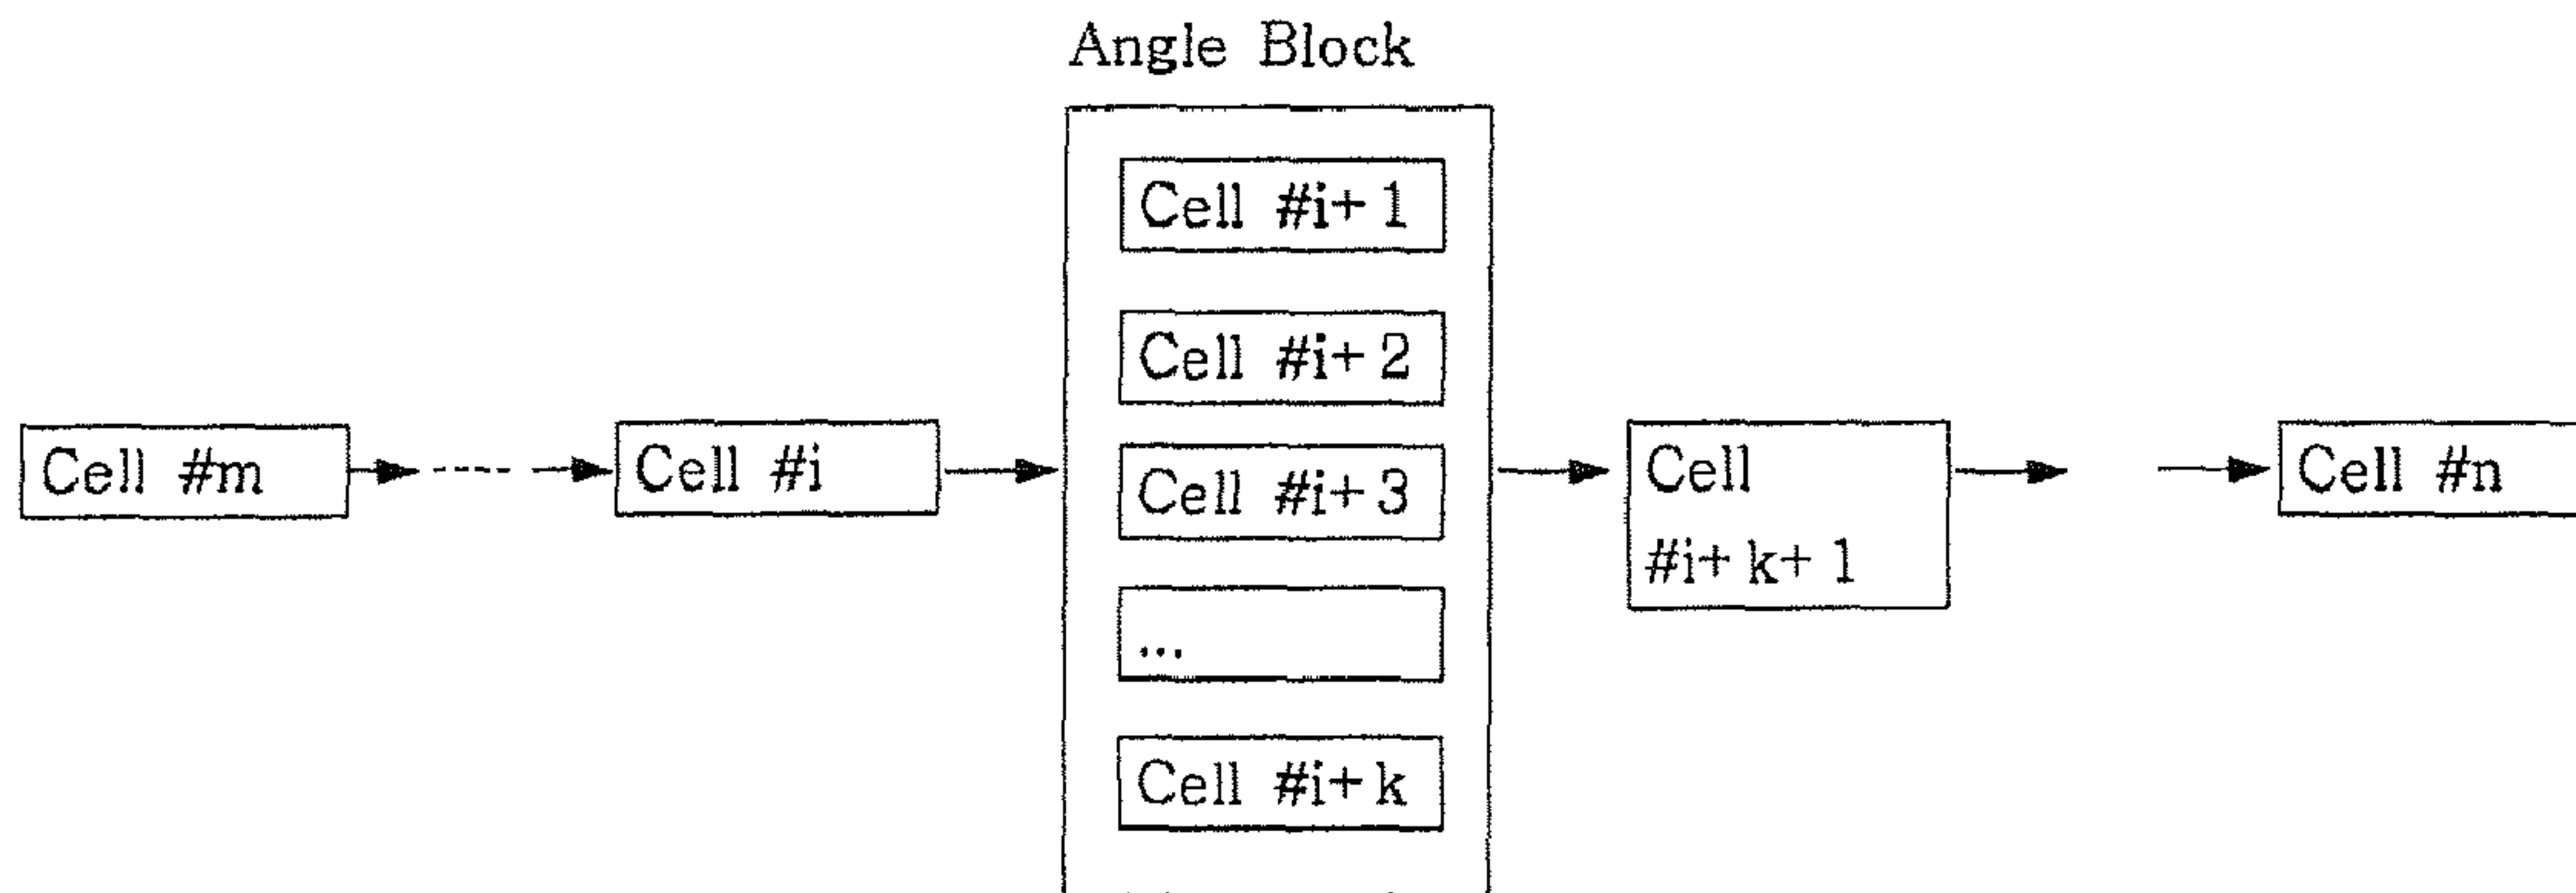 Angle Block
Cell #m
Cell #i
Cell #i+1
Cell #i+2
Cell #i+3
...
Cell #i+k
Cell
#i+k+1
Cell #n